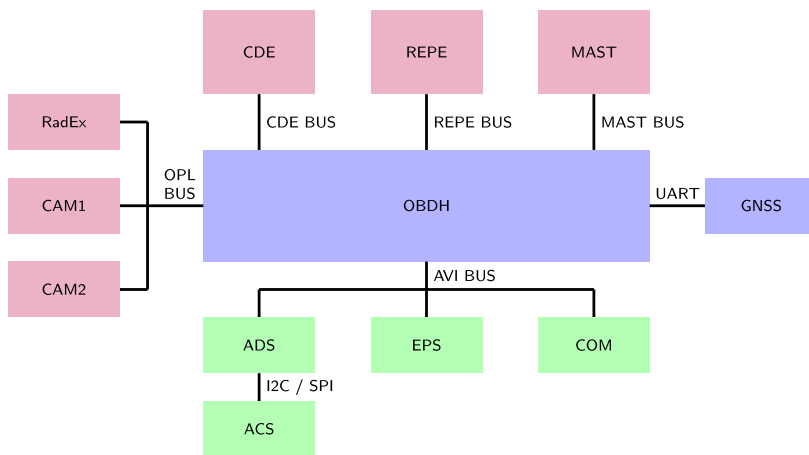 CDE
REPE
MAST
RadEx
CDE BUS
REPE BUS
MAST BUS
OPL
BUS
CAM1
OBDH
UART
GNSS
CAM2
AVI BUS
ADS
EPS
COM
I2C / SPI
ACS